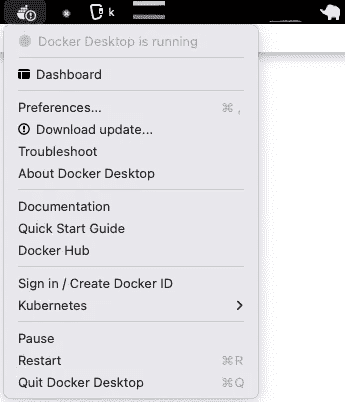 k
Docker Desktop is running
Dashboard
Preferences... ⌘ ,
Download update...
Troubleshoot
About Docker Desktop
Documentation
Quick Start Guide
Docker Hub
Sign in / Create Docker ID
Kubernetes
Pause
Restart ⌘R
Quit Docker Desktop ⌘Q